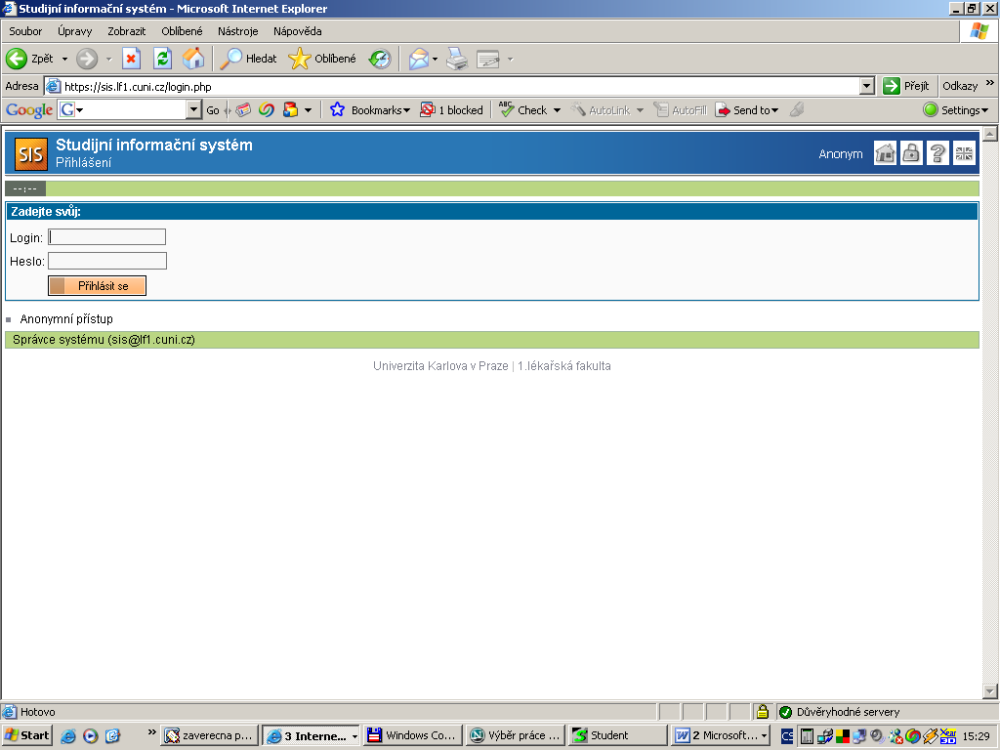 Studijní informační systém - Microsoft Internet Explorer
Soubor Úpravy Zobrazit Oblíbené Nástroje Nápověda
Zpět Hledat Oblíbené
Adresa https://sis.lf1.cuni.cz/login.php Přejít Odkazy »
Google G Go Bookmarks 1 blocked ABC Check AutoLink AutoFill Send to Settings
SIS Studijní informační systém
Přihlášení
Anonym
--:--
Zadejte svůj:
Login:
Heslo:
Přihlásit se
Anonymní přístup
Správce systému (sis@lf1.cuni.cz)
Univerzita Karlova v Praze | 1.lékařská fakulta
Hotovo Důvěryhodné servery
Start » zaverecna p... 3 Interne... Windows Co... Výběr práce ... Student 2 Microsoft... CS 15:29